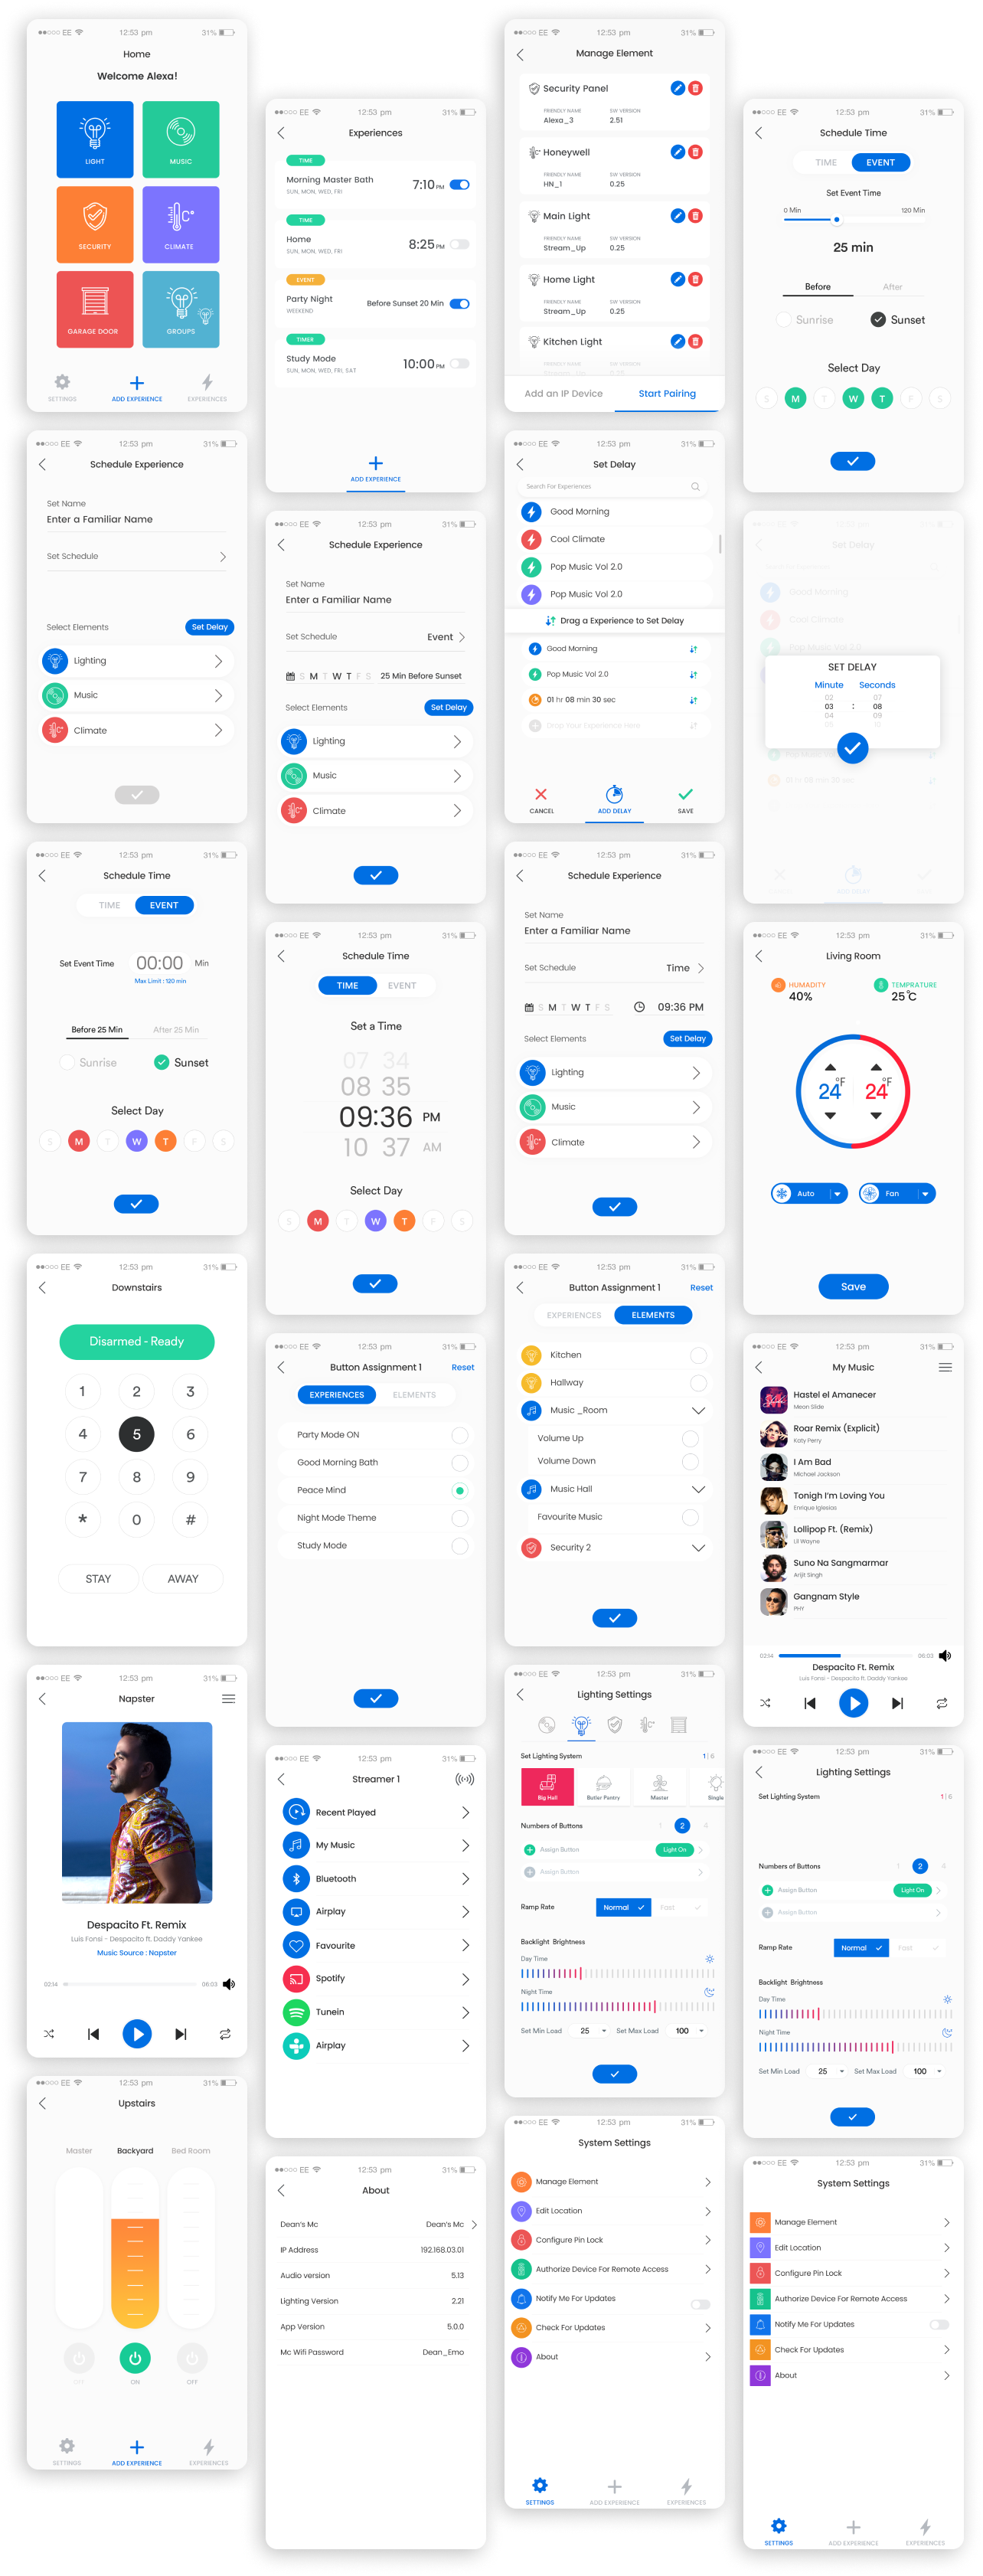 EE 12:53 pm 31%
Home
Welcome Alexa!
LIGHT
MUSIC
SECURITY
C°
CLIMATE
GARAGE DOOR
GROUPS
SETTINGS
ADD EXPERIENCE
EXPERIENCES
EE 12:53 pm 31%
Schedule Experience
Set Name
Enter a Familiar Name
Set Schedule
Select Elements Set Delay
Lighting
Music
Climate
EE 12:53 pm 31%
Schedule Time
TIME EVENT
Set Event Time 00:00 Min
Max Limit : 120 min
Before 25 Min After 25 Min
Sunrise Sunset
Select Day
S M T W T F S
EE 12:53 pm 31%
Downstairs
Disarmed - Ready
1 2 3
4 5 6
7 8 9
* 0 #
STAY AWAY
EE 12:53 pm 31%
Napster
Despacito Ft. Remix
Luis Fonsi - Despacito ft. Daddy Yankee
Music Source : Napster
02:14 06:03
EE 12:53 pm 31%
Upstairs
Master Backyard Bed Room
OFF ON OFF
SETTINGS ADD EXPERIENCE EXPERIENCES
EE 12:53 pm 31%
Experiences
TIME
Morning Master Bath 7:10 PM
SUN, MON, WED, FRI
TIME
Home 8:25 PM
SUN, MON, WED, FRI
EVENT
Party Night Before Sunset 20 Min
WEEKEND
TIMER
Study Mode 10:00 PM
SUN, MON, WED, FRI, SAT
ADD EXPERIENCE
EE 12:53 pm 31%
Schedule Experience
Set Name
Enter a Familiar Name
Set Schedule Event
S M T W T F S 25 Min Before Sunset
Select Elements Set Delay
Lighting
Music
Climate
EE 12:53 pm 31%
Schedule Time
TIME EVENT
Set a Time
07 34
08 35
09:36 PM
10 37 AM
Select Day
S M T W T F S
EE 12:53 pm 31%
Button Assignment 1 Reset
EXPERIENCES ELEMENTS
Party Mode ON
Good Morning Bath
Peace Mind
Night Mode Theme
Study Mode
EE 12:53 pm 31%
Streamer 1
Recent Played
My Music
Bluetooth
Airplay
Favourite
Spotify
Tunein
Airplay
EE 12:53 pm 31%
About
Dean's Mc Dean's Mc
IP Address 192.168.03.01
Audio version 5.13
Lighting Version 2.21
App Version 5.0.0
Mc Wifi Password Dean_Emo
EE 12:53 pm 31%
Manage Element
Security Panel
FRIENDLY NAME SW VERSION
Alexa_3 2.51
Honeywell
FRIENDLY NAME SW VERSION
HN_1 0.25
Main Light
FRIENDLY NAME SW VERSION
Stream_Up 0.25
Home Light
FRIENDLY NAME SW VERSION
Stream_Up 0.25
Kitchen Light
FRIENDLY NAME SW VERSION
Add an IP Device Start Pairing
EE 12:53 pm 31%
Set Delay
Search For Experiences
Good Morning
Cool Climate
Pop Music Vol 2.0
Pop Music Vol 2.0
Drag a Experience to Set Delay
Good Morning
Pop Music Vol 2.0
01 hr 08 min 30 sec
Drop Your Experience Here
CANCEL ADD DELAY SAVE
EE 12:53 pm 31%
Schedule Experience
Set Name
Enter a Familiar Name
Set Schedule Time
S M T W T F S 09:36 PM
Select Elements Set Delay
Lighting
Music
Climate
EE 12:53 pm 31%
Button Assignment 1 Reset
EXPERIENCES ELEMENTS
Kitchen
Hallway
Music _Room
Volume Up
Volume Down
Music Hall
Favourite Music
Security 2
EE 12:53 pm 31%
Lighting Settings
Set Lighting System 1 | 6
Big Hall Butler Pantry Master Single
Numbers of Buttons 1 2 4
Assign Button Light On
Assign Button
Ramp Rate Normal Fast
Backlight Brightness
Day Time
Night Time
Set Min Load 25 Set Max Load 100
EE 12:53 pm 31%
System Settings
Manage Element
Edit Location
Configure Pin Lock
Authorize Device For Remote Access
Notify Me For Updates
Check For Updates
About
SETTINGS ADD EXPERIENCE EXPERIENCES
EE 12:53 pm 31%
Schedule Time
TIME EVENT
Set Event Time
0 Min 120 Min
25 min
Before After
Sunrise Sunset
Select Day
S M T W T F S
EE 12:53 pm 31%
Set Delay
Good Morning
Cool Climate
Pop Music Vol 2.0
SET DELAY
Minute Seconds
02 07
03 : 08
04 09
05 10
Pop Music
01 hr 08 min 30 sec
ADD DELAY
EE 12:53 pm 31%
Living Room
HUMADITY TEMPRATURE
40% 25°C
24°F 24°F
Auto Fan
Save
EE 12:53 pm 31%
My Music
Hastel el Amanecer
Meon Slide
Roar Remix (Explicit)
Katy Perry
I Am Bad
Michael Jackson
Tonigh I'm Loving You
Enrique Iglesias
Lollipop Ft. (Remix)
Lil Wayne
Suno Na Sangmarmar
Arijit Singh
Gangnam Style
PHY
02:14 06:03
Despacito Ft. Remix
Luis Fonsi - Despacito ft. Daddy Yankee
EE 12:53 pm 31%
Lighting Settings
Set Lighting System 1 | 6
Numbers of Buttons 1 2 4
Assign Button Light On
Assign Button
Ramp Rate Normal Fast
Backlight Brightness
Day Time
Night Time
Set Min Load 25 Set Max Load 100
EE 12:53 pm 31%
System Settings
Manage Element
Edit Location
Configure Pin Lock
Authorize Device For Remote Access
Notify Me For Updates
Check For Updates
About
SETTINGS ADD EXPERIENCE EXPERIENCES